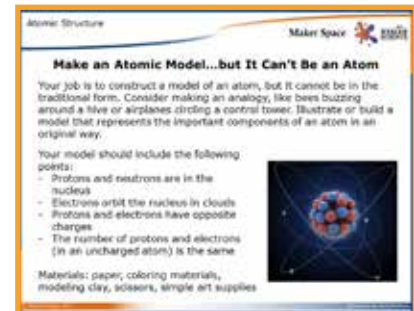 Atomic Structure
Maker Space
Make an Atomic Model...but It Can't Be an Atom
Your job is to construct a model of an atom, but it cannot be in the
traditional form. Consider making an analogy, like bees buzzing
around a hive or airplanes circling a control tower. Illustrate or build a
model that represents the important components of an atom in an
original way.
Your model should include the following
points:
- Protons and neutrons are in the
nucleus
- Electrons orbit the nucleus in clouds
- Protons and electrons have opposite
charges
- The number of protons and electrons
(in an uncharged atom) is the same
Materials: paper, coloring materials,
modeling clay, scissors, simple art supplies